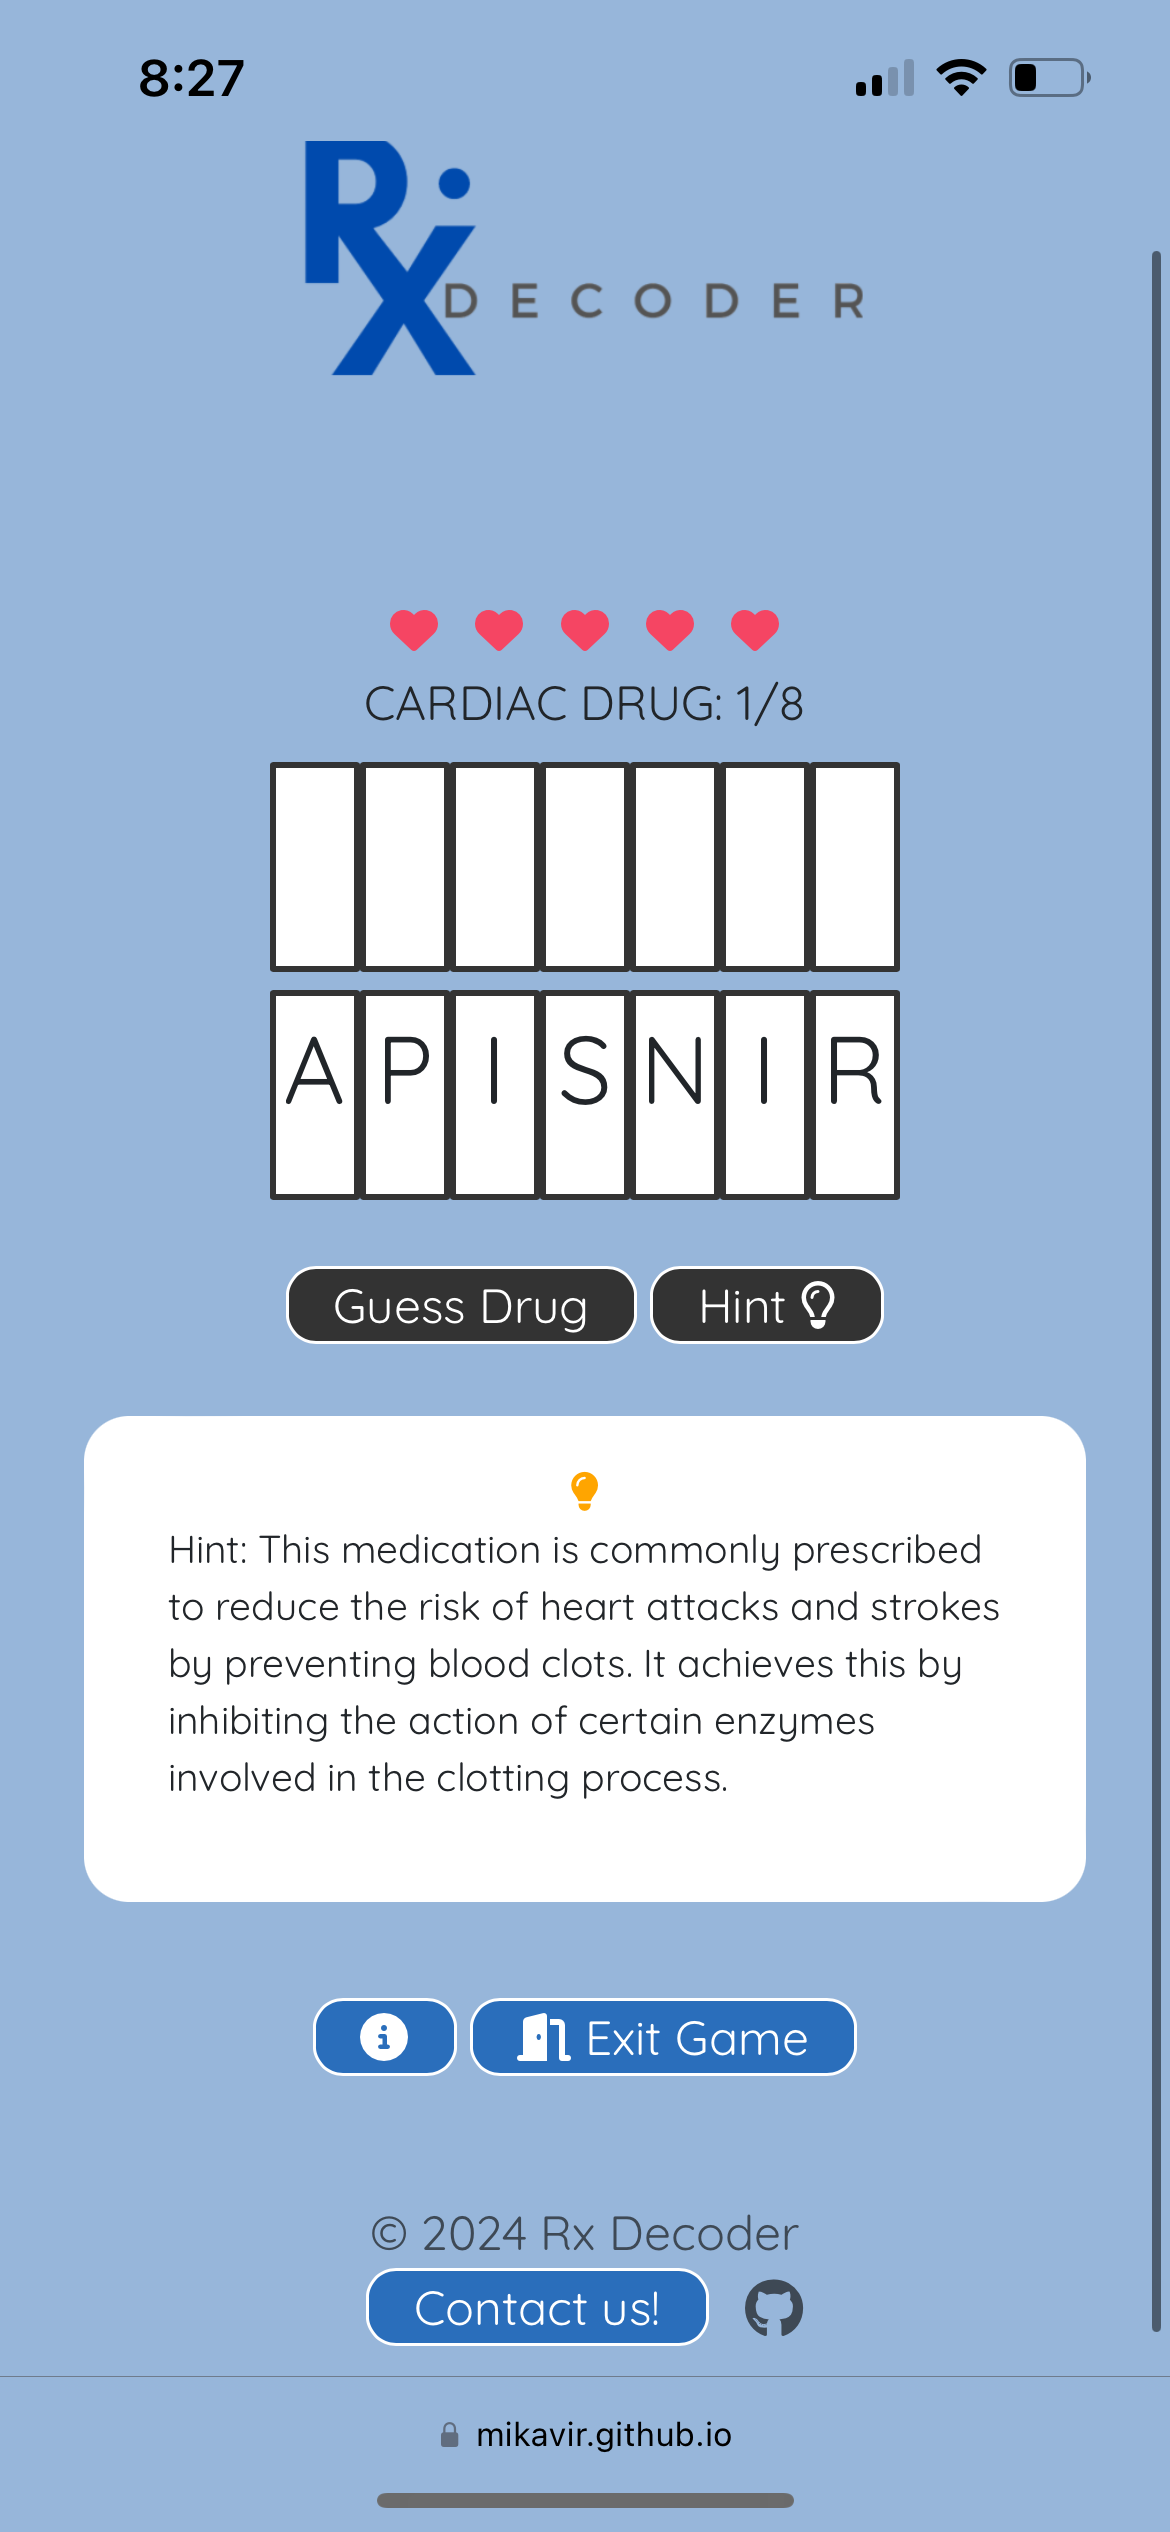 8:27
Rx DECODER
CARDIAC DRUG: 1/8
A P I S N I R
Guess Drug Hint
Hint: This medication is commonly prescribed
to reduce the risk of heart attacks and strokes
by preventing blood clots. It achieves this by
inhibiting the action of certain enzymes
involved in the clotting process.
Exit Game
© 2024 Rx Decoder
Contact us!
mikavir.github.io